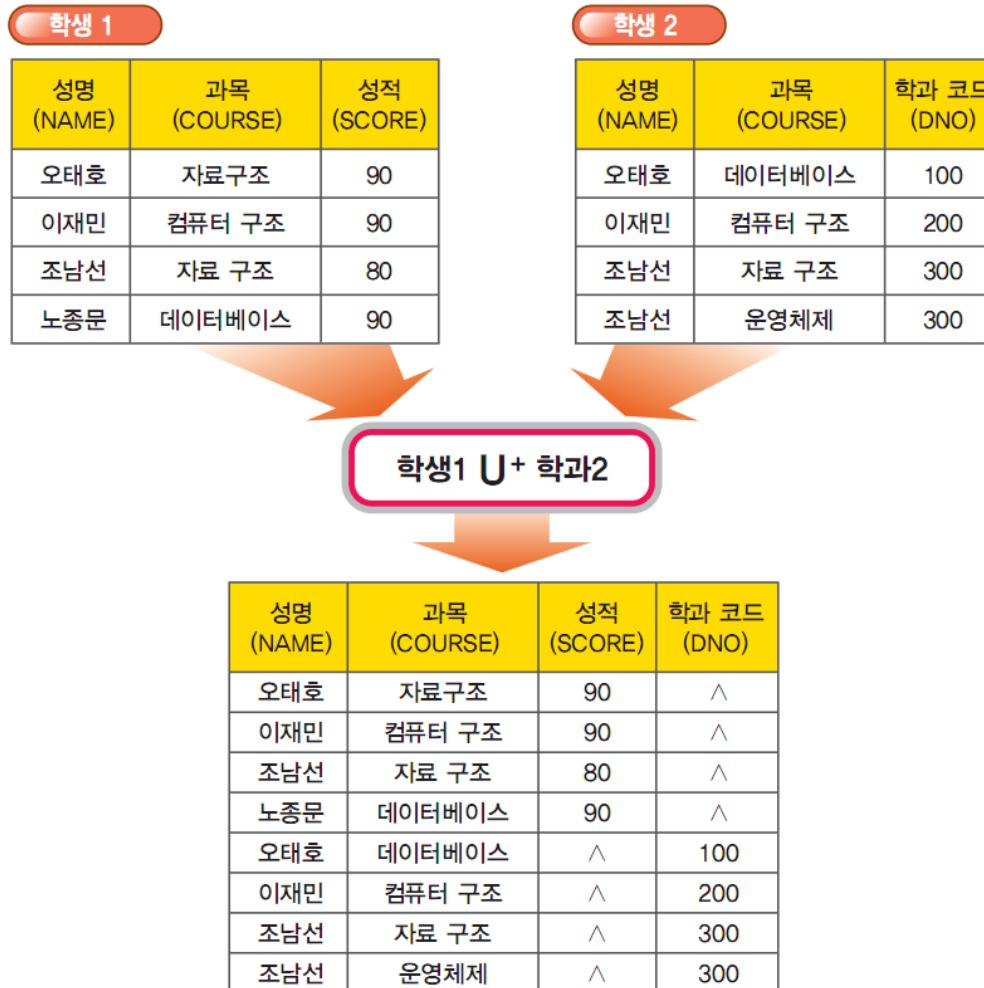 학생 1
성명 과목 성적
(NAME) (COURSE) (SCORE)
오태호 자료구조 90
이재민 컴퓨터 구조 90
조남선 자료 구조 80
노종문 데이터베이스 90
학생 2
성명 과목 학과 코드
(NAME) (COURSE) (DNO)
오태호 데이터베이스 100
이재민 컴퓨터 구조 200
조남선 자료 구조 300
조남선 운영체제 300
학생1 U+ 학과2
성명 과목 성적 학과 코드
(NAME) (COURSE) (SCORE) (DNO)
오태호 자료구조 90 ∧
이재민 컴퓨터 구조 90 ∧
조남선 자료 구조 80 ∧
노종문 데이터베이스 90 ∧
오태호 데이터베이스 ∧ 100
이재민 컴퓨터 구조 ∧ 200
조남선 자료 구조 ∧ 300
조남선 운영체제 ∧ 300